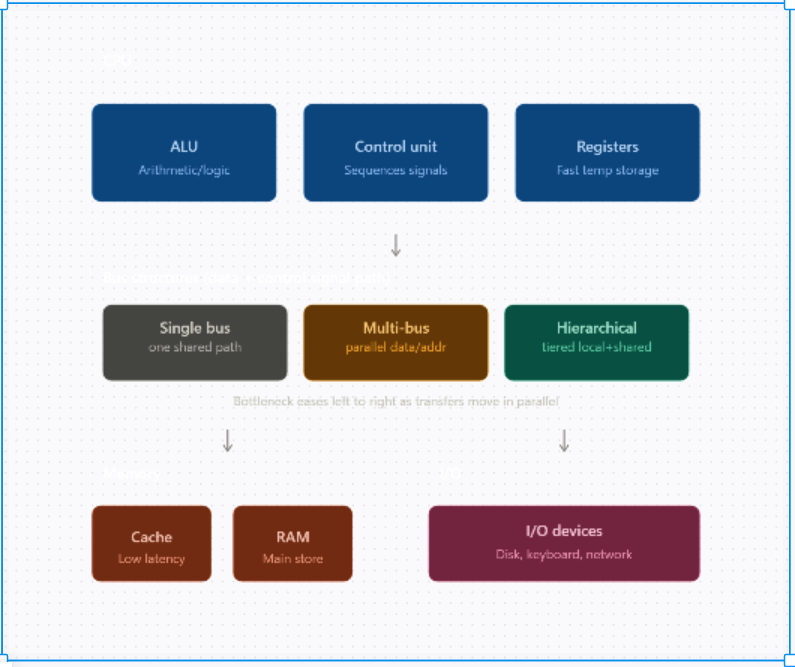 CPU
ALU
Arithmetic/logic
Control unit
Sequences signals
Registers
Fast temp storage
Single bus
one shared path
Multi-bus
parallel data/addr
Hierarchical
tiered local+shared
Bottleneck eases left to right as transfers move in parallel
Memory
Cache
Low latency
RAM
Main store
I/O devices
Disk, keyboard, network